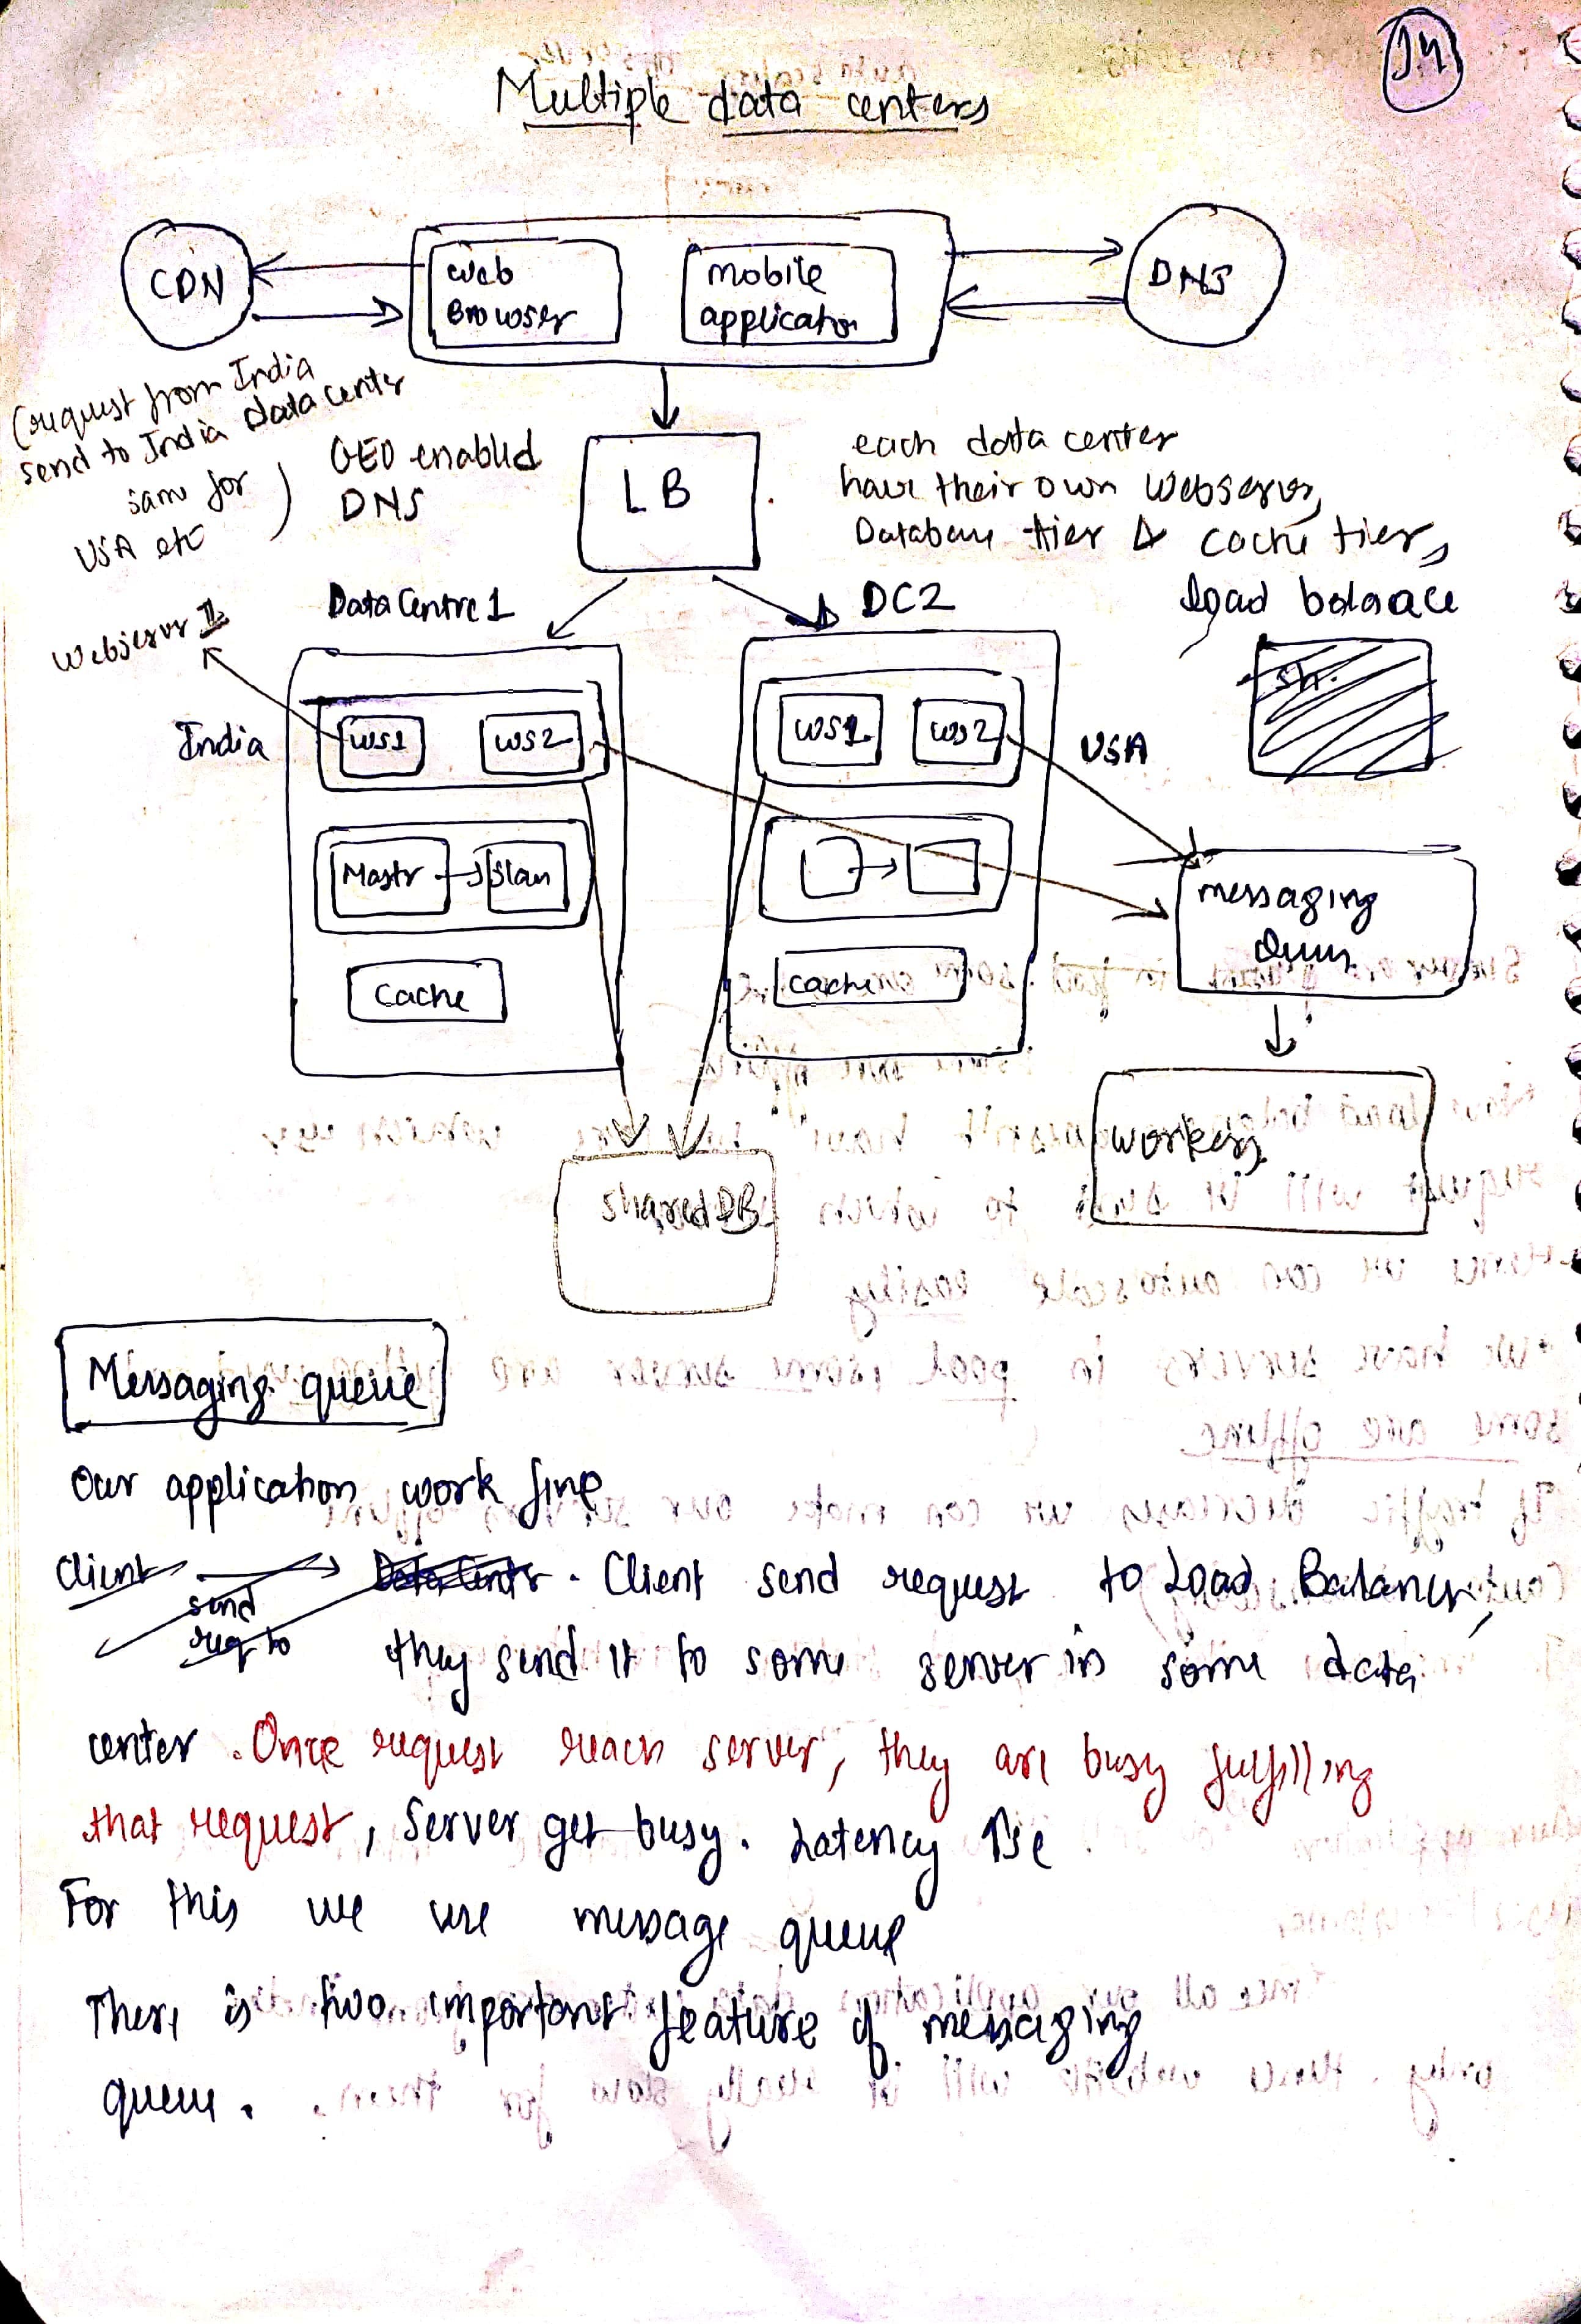 14
Multiple data centers
CDN
Web
Browser
mobile
application
DNS
(request from India
send to India data center
same for
USA etc )
GEO enabled
DNS
LB
each data center
have their own Webserver,
Database tier & cache tier,
load balance
Data Centre 1
DC2
Webserver 1
India
WS1
WS2
WS1
WS2
USA
sh.
Mastr
Slave
Cache
cache
messaging
Queue
workers
shared DB
Messaging queue
Our application work fine
Client
send
req to
Data Center . Client send request to Load Balancer,
they send it to some server in some data
center . Once request reach server, they are busy fulfilling
that request, Server get busy. Latency rise
For this we use message queue
There is two important feature of messaging
queue .